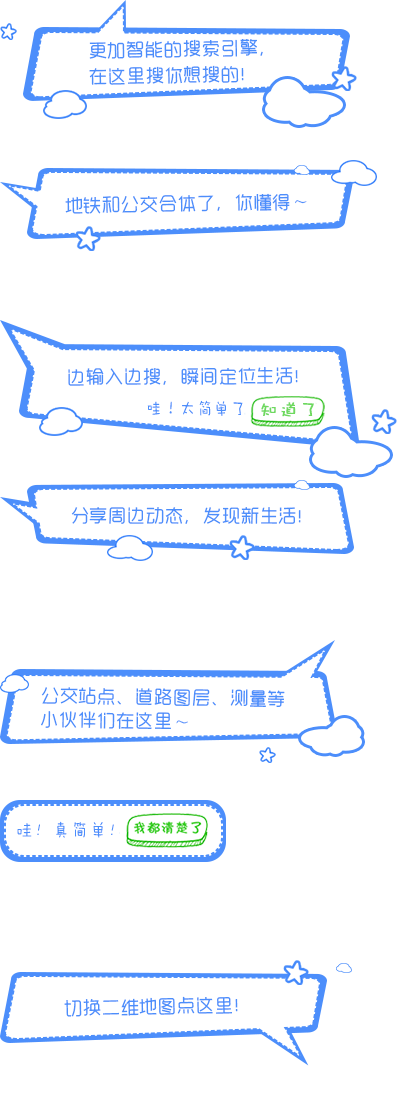 更加智能的搜索引擎，
在这里搜你想搜的！
地铁和公交合体了，你懂得～
边输入边搜，瞬间定位生活！
哇！太简单了 知道了
分享周边动态，发现新生活！
公交站点、道路图层、测量等
小伙伴们在这里～
哇！真简单！ 我都清楚了
切换二维地图点这里！